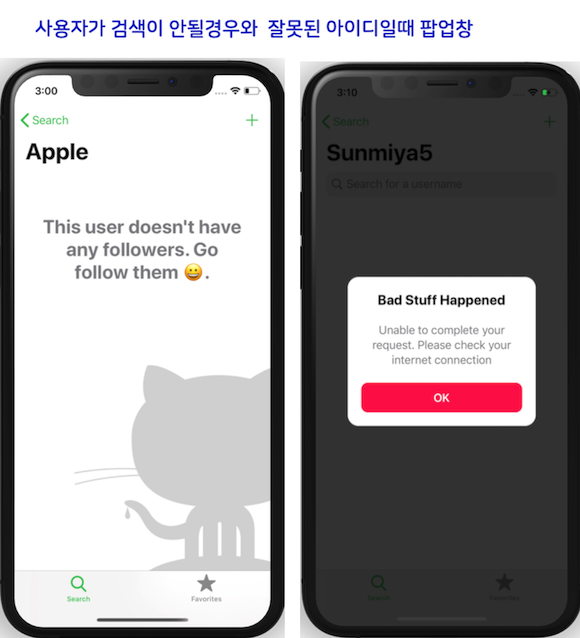 사용자가 검색이 안될경우와 잘못된 아이디일때 팝업창
3:00
Search
Apple
This user doesn't have
any followers. Go
follow them 😀.
Search
Favorites
3:10
Search
Sunmiya5
Search for a username
Bad Stuff Happened
Unable to complete your
request. Please check your
internet connection
OK
Search
Favorites